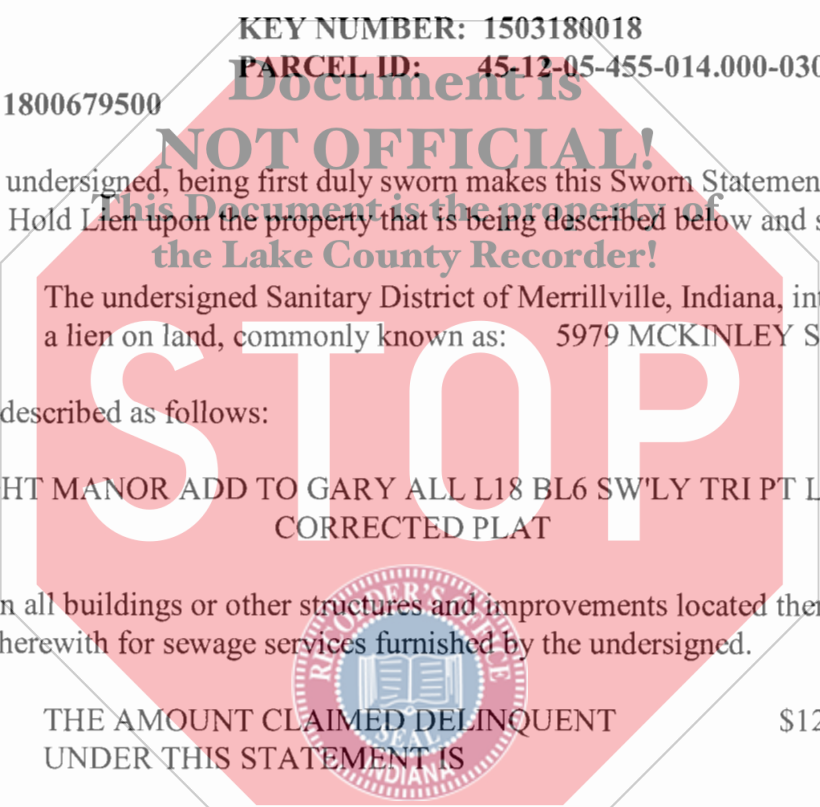 KEY NUMBER: 1503180018
PARCEL ID: 45-12-05-455-014.000-030
Document is
1800679500
NOT OFFICIAL!
undersigned, being first duly sworn makes this Sworn Statemen
This Document is the property of
Hold Lien upon the property that is being described below and s
the Lake County Recorder!
The undersigned Sanitary District of Merrillville, Indiana, int
a lien on land, commonly known as: 5979 MCKINLEY S
STOP
described as follows:
HT MANOR ADD TO GARY ALL L18 BL6 SW'LY TRI PT L
CORRECTED PLAT
n all buildings or other structures and improvements located ther
herewith for sewage services furnished by the undersigned.
RECORDER'S OFFICE
SEAL
INDIANA
THE AMOUNT CLAIMED DELINQUENT $12
UNDER THIS STATEMENT IS